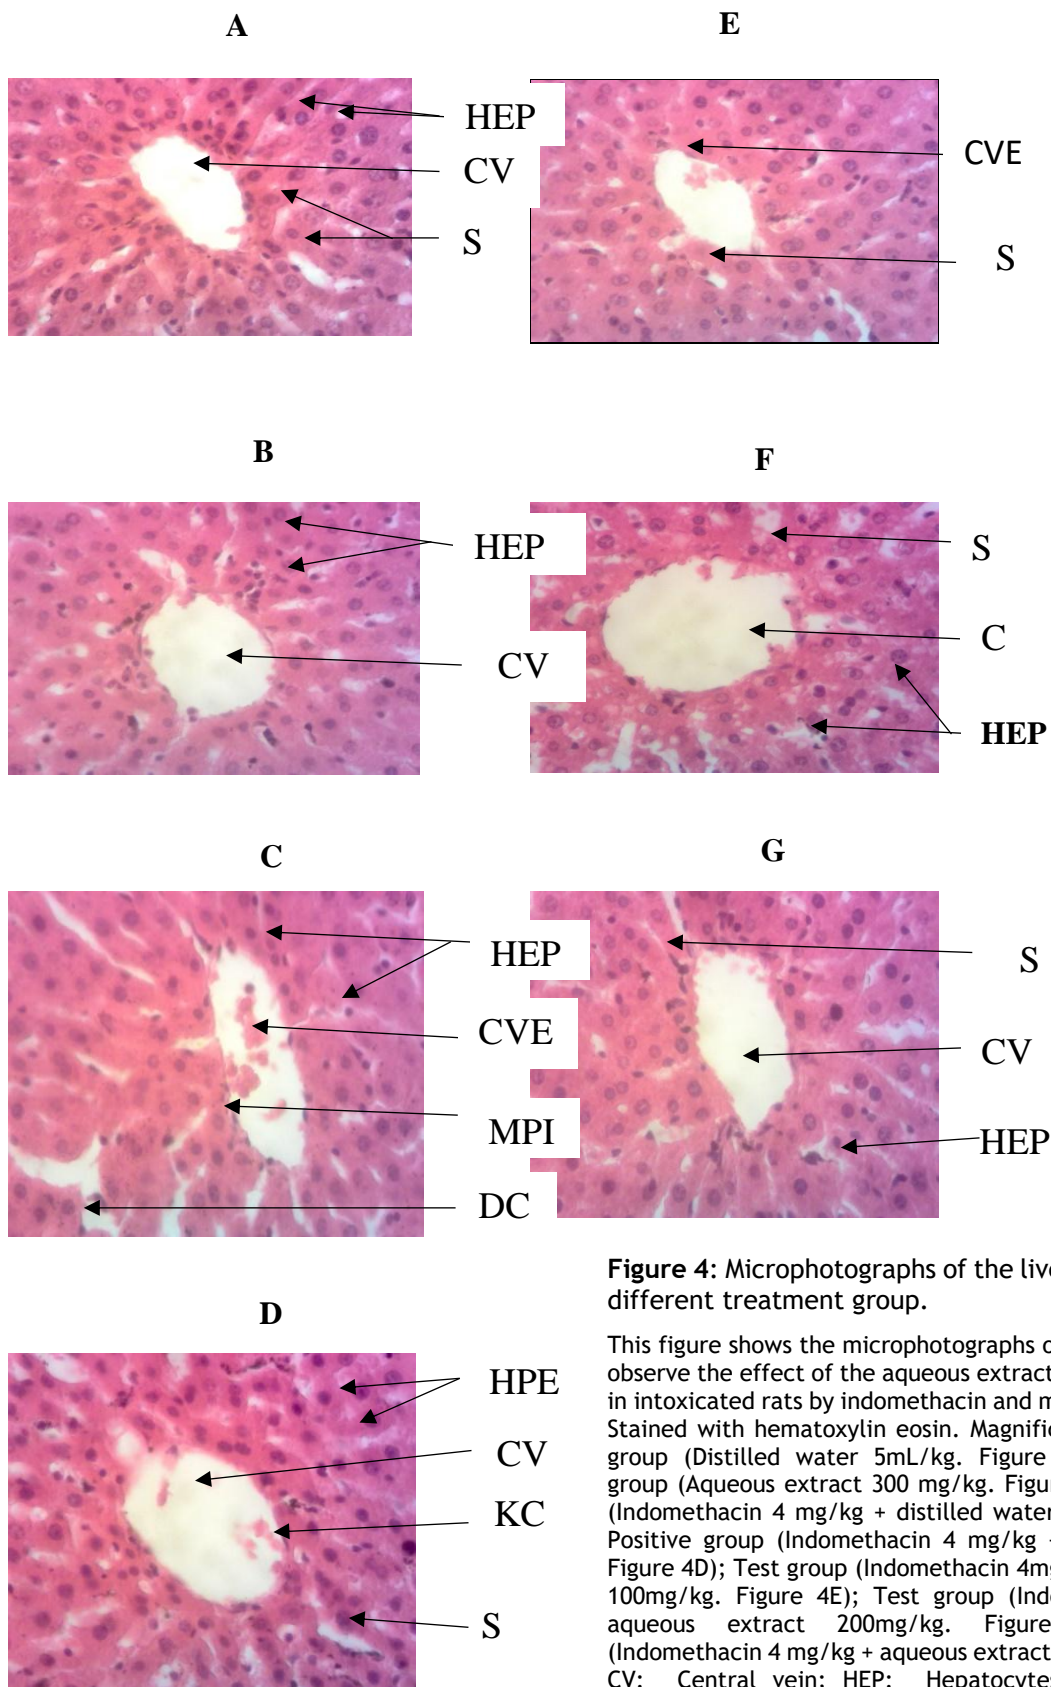 A
HEP
CV
S
E
CVE
S
B
HEP
CV
F
S
C
HEP
C
HEP
CVE
MPI
DC
G
S
CV
HEP
D
HPE
CV
KC
S
Figure 4: Microphotographs of the live
different treatment group.
This figure shows the microphotographs o
observe the effect of the aqueous extract
in intoxicated rats by indomethacin and m
Stained with hematoxylin eosin. Magnific
group (Distilled water 5mL/kg. Figure
group (Aqueous extract 300 mg/kg. Figur
(Indomethacin 4 mg/kg + distilled water
Positive group (Indomethacin 4 mg/kg
Figure 4D); Test group (Indomethacin 4mg
100mg/kg. Figure 4E); Test group (Ind
aqueous extract 200mg/kg. Figure
(Indomethacin 4 mg/kg + aqueous extract
CV: Central vein; HEP: Hepatocytes